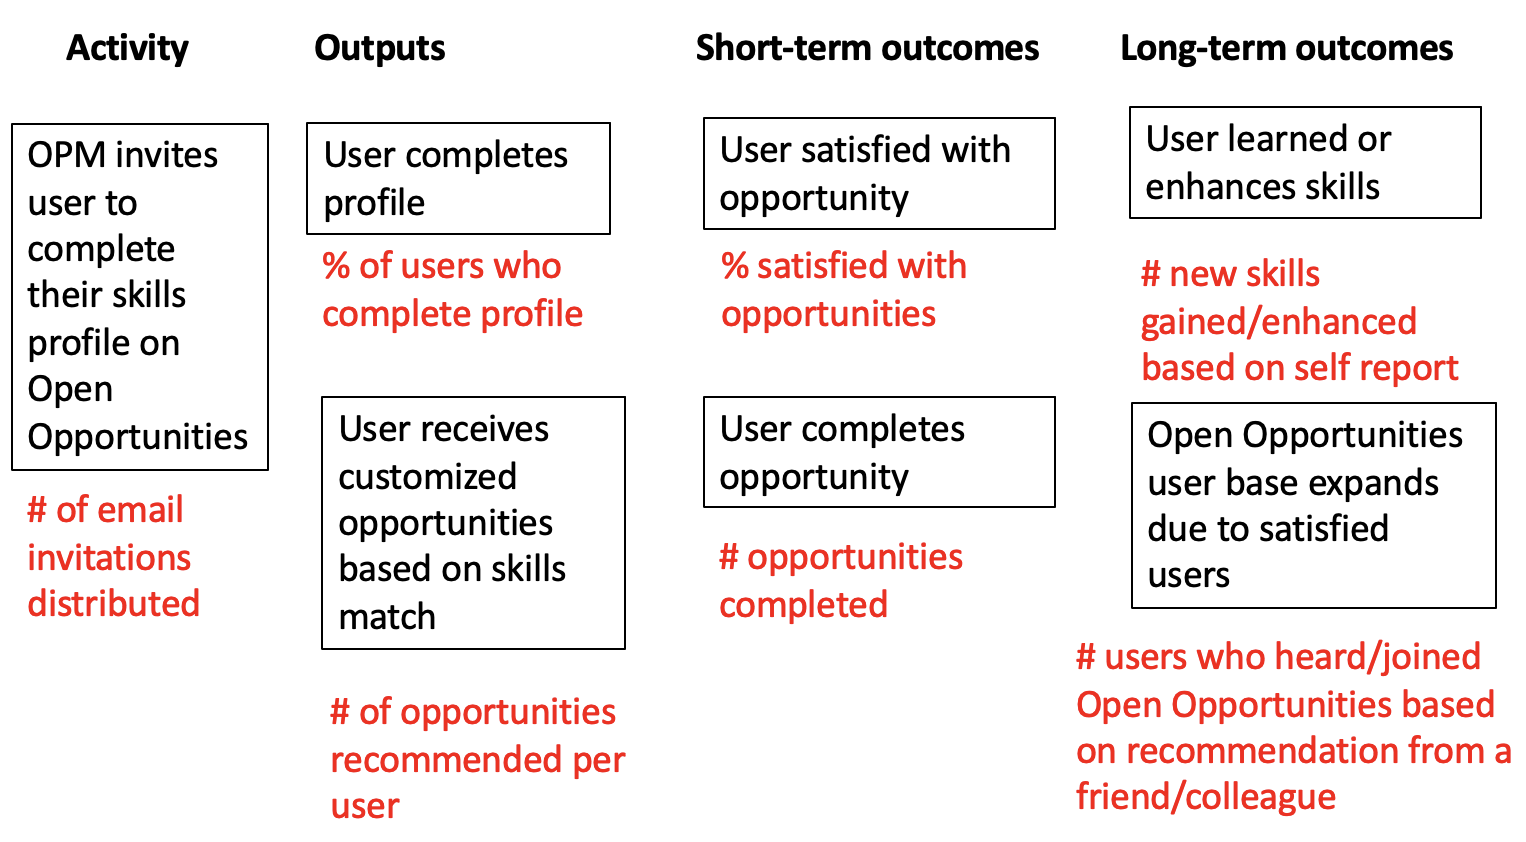 Activity
Outputs
Short-term outcomes
Long-term outcomes
OPM invites
user to
complete
their skills
profile on
Open
Opportunities
# of email
invitations
distributed
User completes
profile
% of users who
complete profile
User receives
customized
opportunities
based on skills
match
# of opportunities
recommended per
user
User satisfied with
opportunity
% satisfied with
opportunities
User completes
opportunity
# opportunities
completed
User learned or
enhances skills
# new skills
gained/enhanced
based on self report
Open Opportunities
user base expands
due to satisfied
users
# users who heard/joined
Open Opportunities based
on recommendation from a
friend/colleague